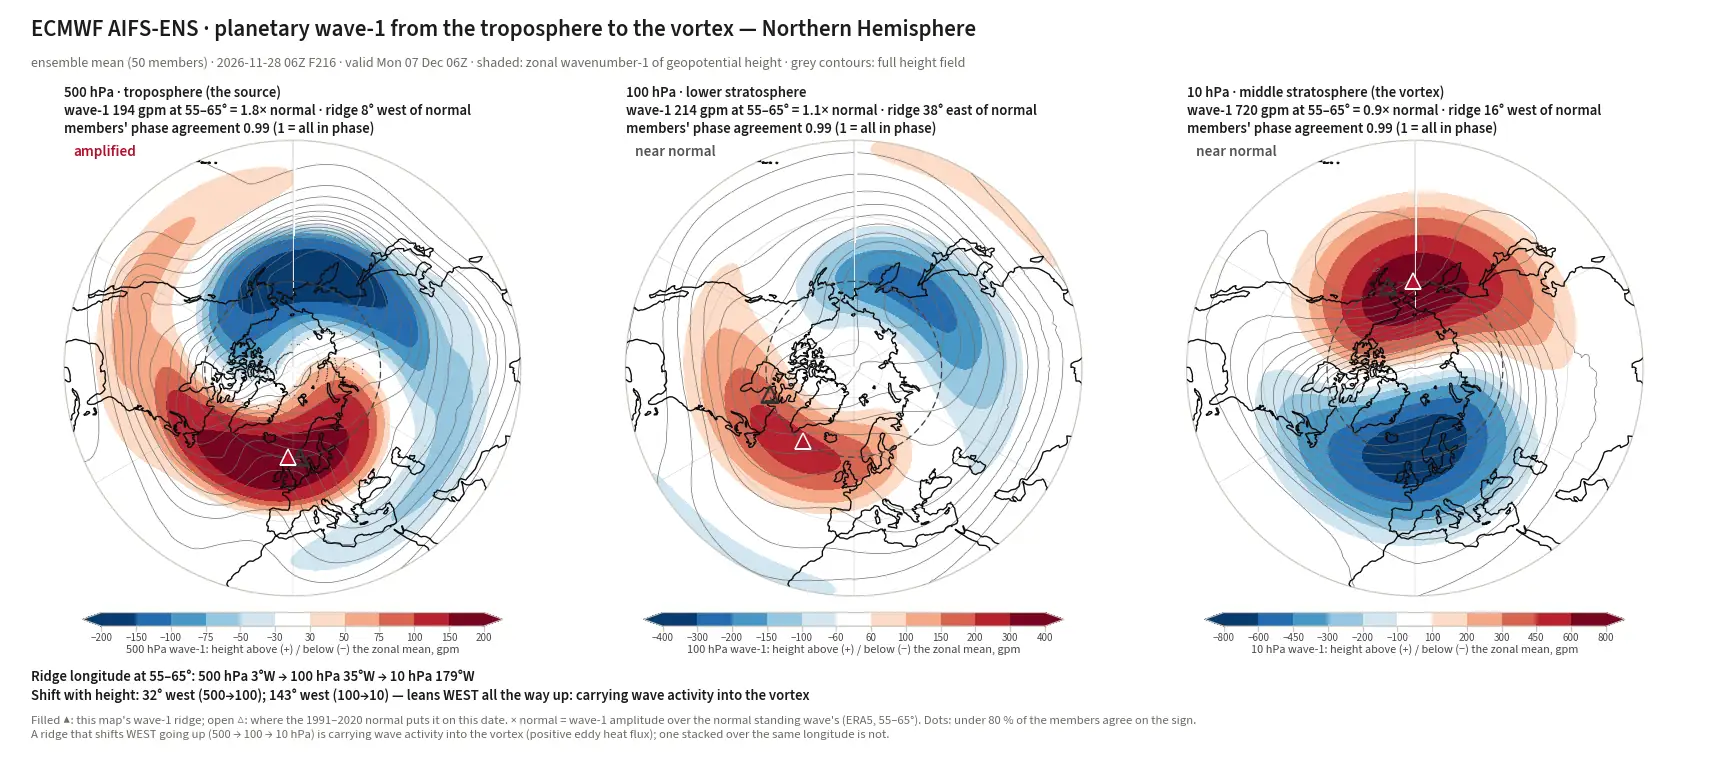 ECMWF AIFS-ENS · planetary wave-1 from the troposphere to the vortex — Northern Hemisphere
ensemble mean (50 members) · 2026-11-28 06Z F216 · valid Mon 07 Dec 06Z · shaded: zonal wavenumber-1 of geopotential height · grey contours: full height field
500 hPa · troposphere (the source)
wave-1 194 gpm at 55–65° = 1.8× normal · ridge 8° west of normal
members' phase agreement 0.99 (1 = all in phase)
amplified
100 hPa · lower stratosphere
wave-1 214 gpm at 55–65° = 1.1× normal · ridge 38° east of normal
members' phase agreement 0.99 (1 = all in phase)
near normal
10 hPa · middle stratosphere (the vortex)
wave-1 720 gpm at 55–65° = 0.9× normal · ridge 16° west of normal
members' phase agreement 0.99 (1 = all in phase)
near normal
−200 −150 −100 −75 −50 −30 30 50 75 100 150 200
500 hPa wave-1: height above (+) / below (−) the zonal mean, gpm
−400 −300 −200 −150 −100 −60 60 100 150 200 300 400
100 hPa wave-1: height above (+) / below (−) the zonal mean, gpm
−800 −600 −450 −300 −200 −100 100 200 300 450 600 800
10 hPa wave-1: height above (+) / below (−) the zonal mean, gpm
Ridge longitude at 55–65°: 500 hPa 3°W → 100 hPa 35°W → 10 hPa 179°W
Shift with height: 32° west (500→100); 143° west (100→10) — leans WEST all the way up: carrying wave activity into the vortex
Filled ▲: this map's wave-1 ridge; open △: where the 1991–2020 normal puts it on this date. × normal = wave-1 amplitude over the normal standing wave's (ERA5, 55–65°). Dots: under 80 % of the members agree on the sign.
A ridge that shifts WEST going up (500 → 100 → 10 hPa) is carrying wave activity into the vortex (positive eddy heat flux); one stacked over the same longitude is not.